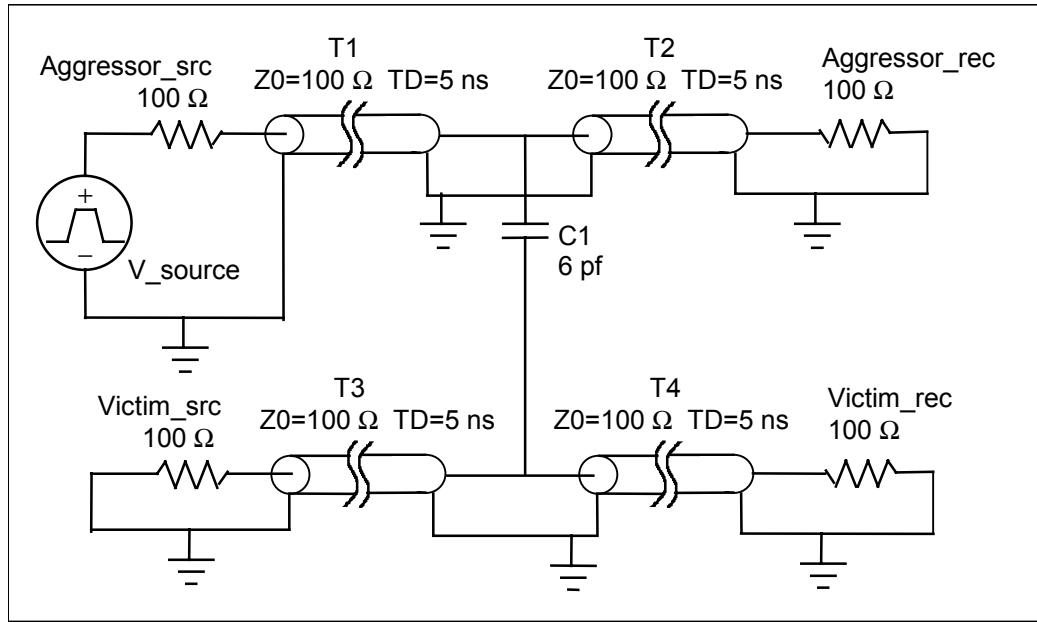 T1
Z0=100 Ω TD=5 ns
T2
Z0=100 Ω TD=5 ns
Aggressor_src
100 Ω
Aggressor_rec
100 Ω
+
−
V_source
C1
6 pf
T3
Z0=100 Ω TD=5 ns
T4
Z0=100 Ω TD=5 ns
Victim_src
100 Ω
Victim_rec
100 Ω